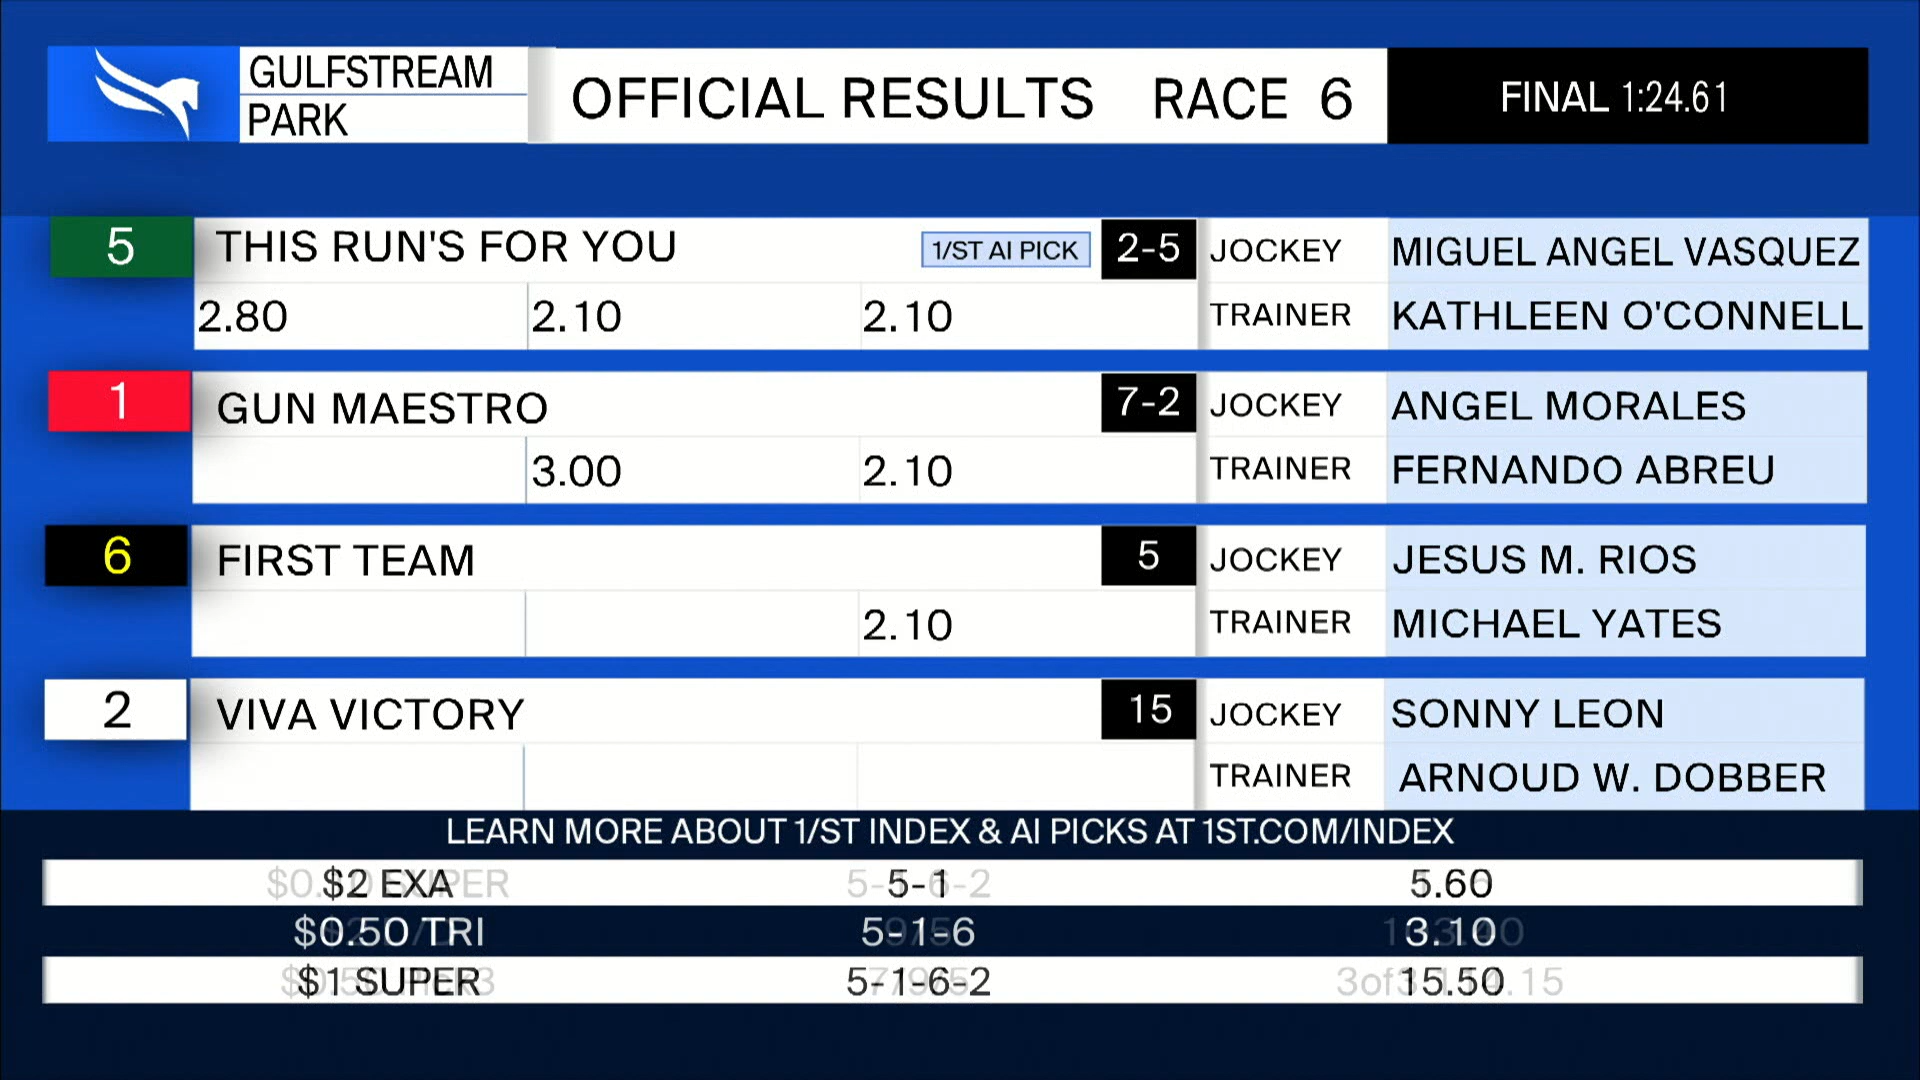 GULFSTREAM
PARK
OFFICIAL RESULTS RACE 6
FINAL 1:24.61
5 THIS RUN'S FOR YOU 1/ST AI PICK 2-5 JOCKEY MIGUEL ANGEL VASQUEZ
2.80 2.10 2.10 TRAINER KATHLEEN O'CONNELL
1 GUN MAESTRO 7-2 JOCKEY ANGEL MORALES
3.00 2.10 TRAINER FERNANDO ABREU
6 FIRST TEAM 5 JOCKEY JESUS M. RIOS
2.10 TRAINER MICHAEL YATES
2 VIVA VICTORY 15 JOCKEY SONNY LEON
TRAINER ARNOUD W. DOBBER
LEARN MORE ABOUT 1/ST INDEX & AI PICKS AT 1ST.COM/INDEX
$2 EXA 5-1 5.60
$0.50 TRI 5-1-6 3.10
$1 SUPER 5-1-6-2 15.50